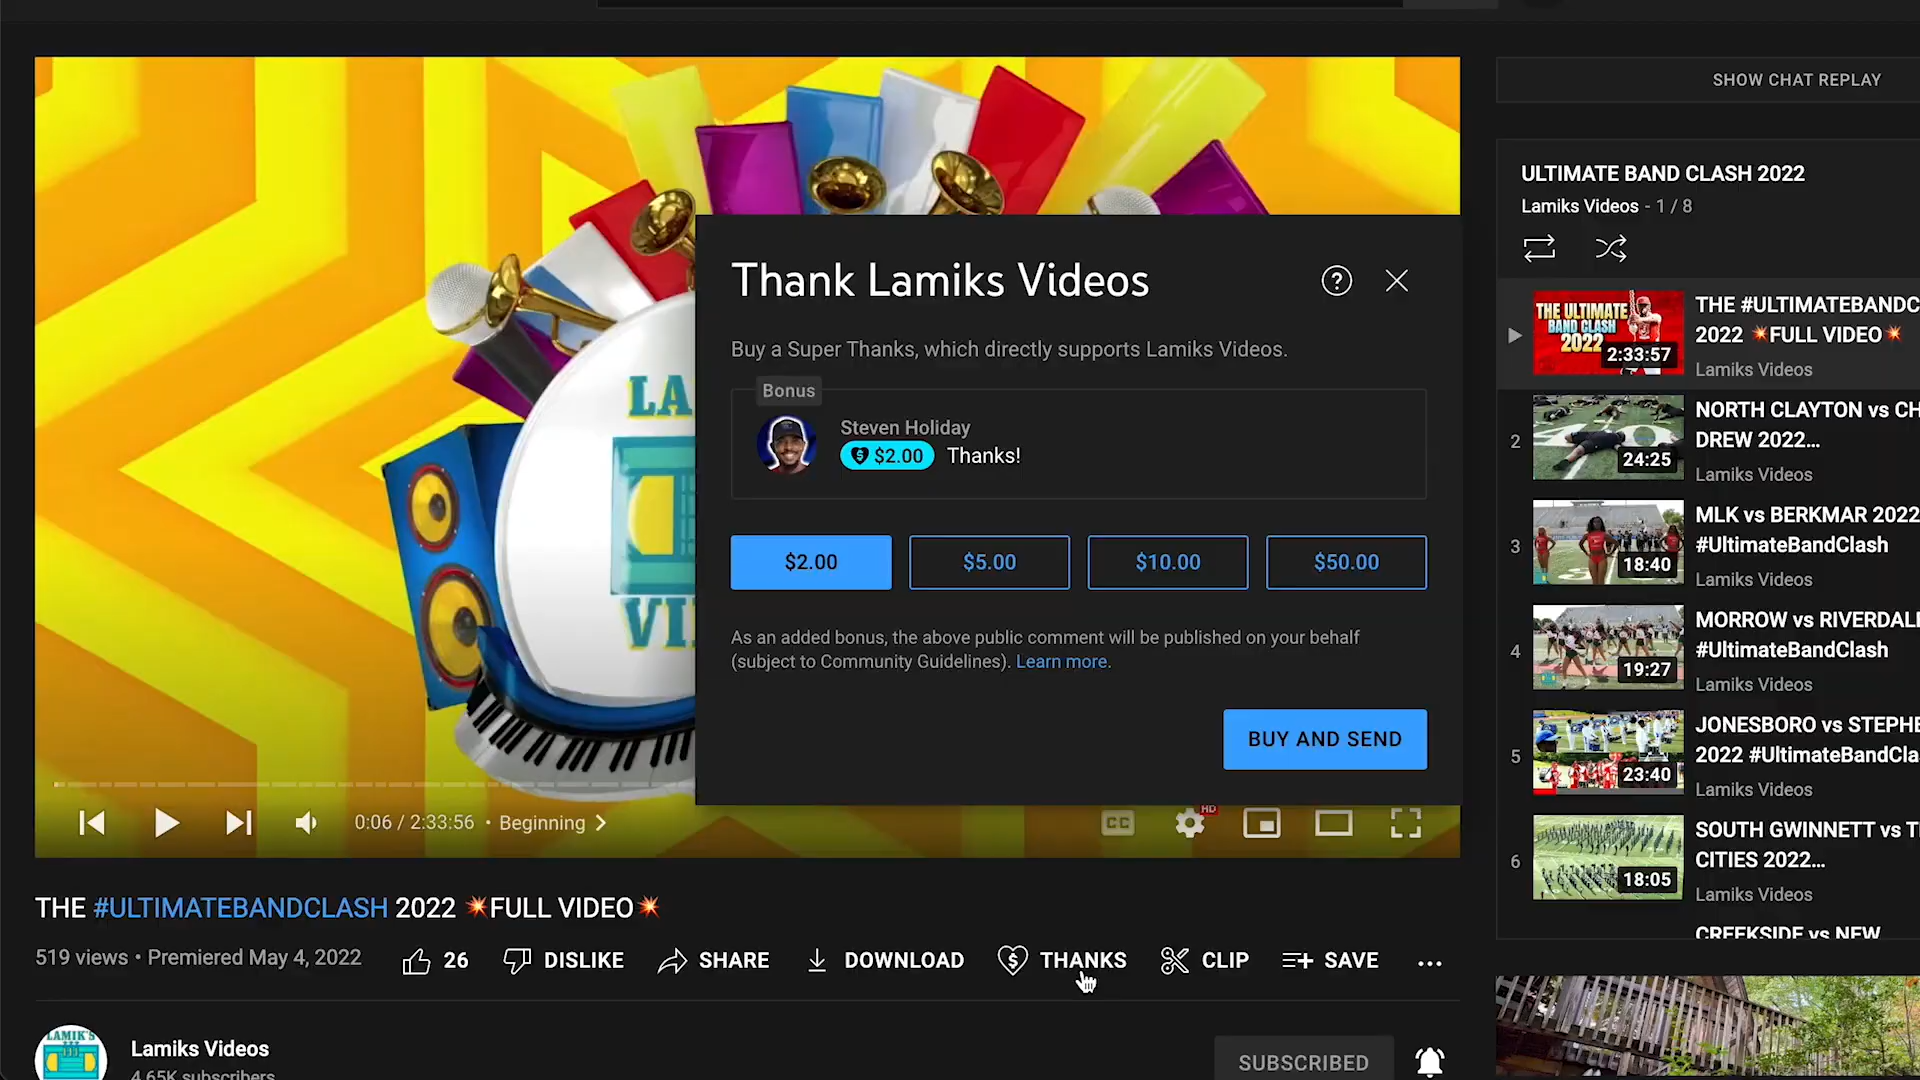 SHOW CHAT REPLAY
LA
VI
Thank Lamiks Videos
Buy a Super Thanks, which directly supports Lamiks Videos.
Bonus
Steven Holiday
$2.00 Thanks!
$2.00 $5.00 $10.00 $50.00
As an added bonus, the above public comment will be published on your behalf
(subject to Community Guidelines). Learn more.
BUY AND SEND
0:06 / 2:33:56 • Beginning
CC
HD
THE #ULTIMATEBANDCLASH 2022 💥FULL VIDEO💥
519 views • Premiered May 4, 2022
26 DISLIKE SHARE DOWNLOAD THANKS CLIP SAVE
LAMIK'S
Lamiks Videos
4.65K subscribers
SUBSCRIBED
ULTIMATE BAND CLASH 2022
Lamiks Videos - 1 / 8
THE ULTIMATE
BAND CLASH
2022
2:33:57
THE #ULTIMATEBANDC
2022 💥FULL VIDEO💥
Lamiks Videos
2
24:25
NORTH CLAYTON vs CH
DREW 2022...
Lamiks Videos
3
18:40
MLK vs BERKMAR 2022
#UltimateBandClash
Lamiks Videos
4
19:27
MORROW vs RIVERDAL
#UltimateBandClash
Lamiks Videos
5
23:40
JONESBORO vs STEPHE
2022 #UltimateBandCla
Lamiks Videos
6
18:05
SOUTH GWINNETT vs T
CITIES 2022...
Lamiks Videos
CREEKSIDE vs NEW